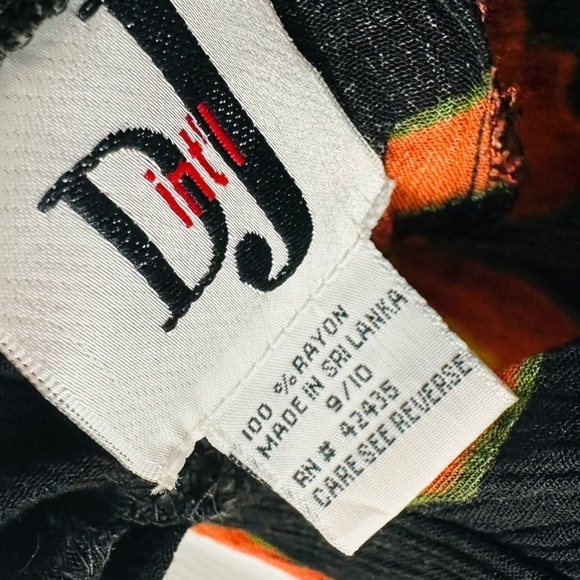 DJ
int'l
100 % RAYON
MADE IN SRI LANKA
9/10
RN # 42435
CARE SEE REVERSE